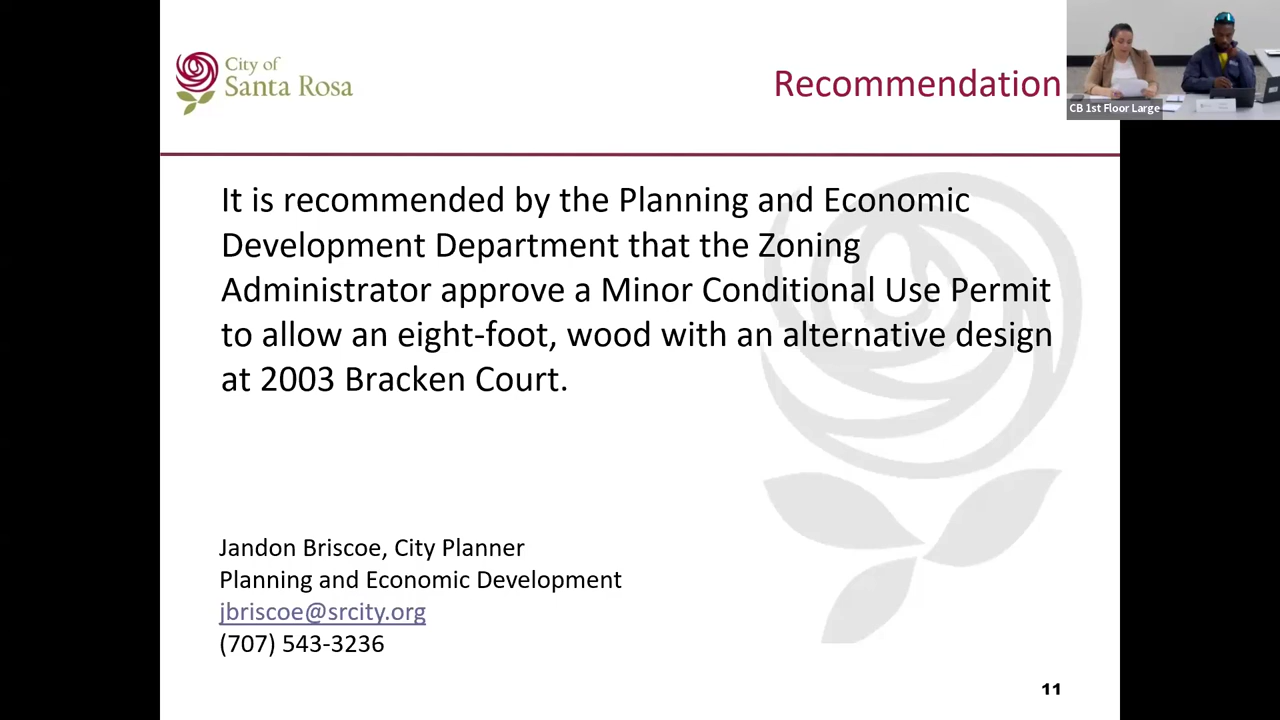 City of
Santa Rosa
Recommendation
CB 1st Floor Large
It is recommended by the Planning and Economic
Development Department that the Zoning
Administrator approve a Minor Conditional Use Permit
to allow an eight-foot, wood with an alternative design
at 2003 Bracken Court.
Jandon Briscoe, City Planner
Planning and Economic Development
jbriscoe@srcity.org
(707) 543-3236
11